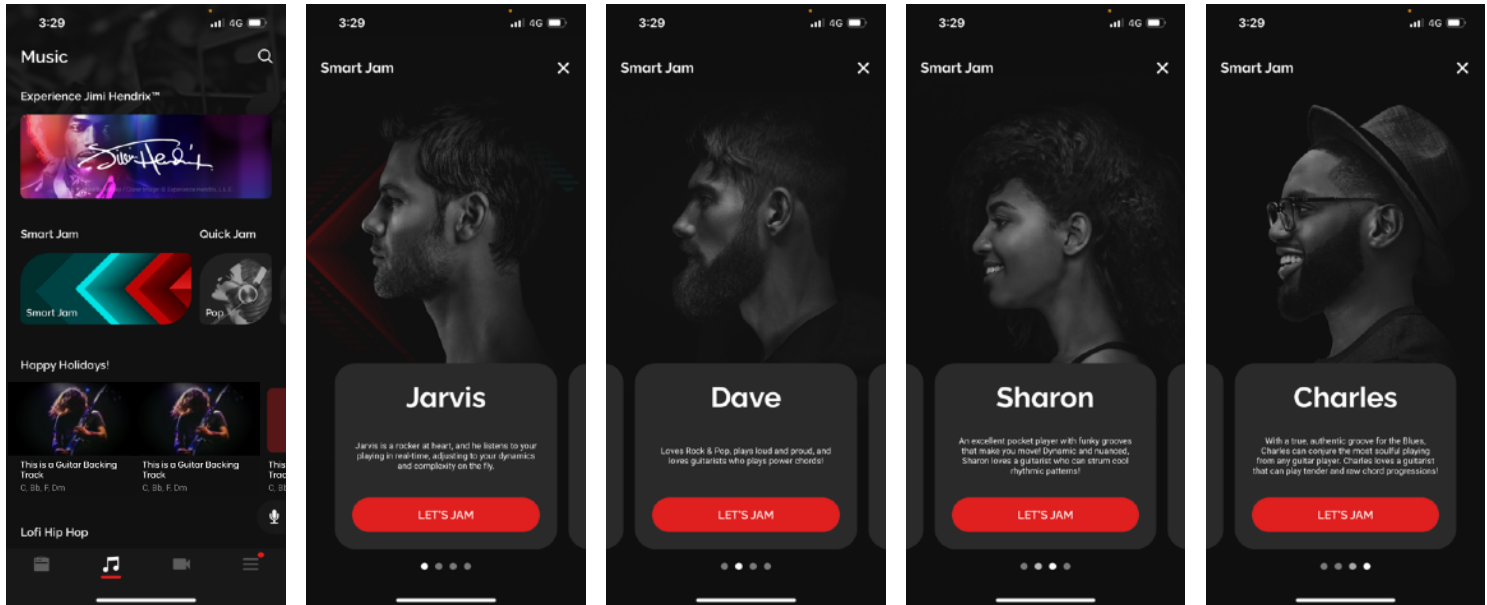 3:29
4G
Music
Experience Jimi Hendrix™
Jimi Hendrix
Smart Jam
Quick Jam
Smart Jam
Pop
Happy Holidays!
This is a Guitar Backing
Track
C, Bb, F, Dm
This is a Guitar Backing
Track
C, Bb, F, Dm
This
Trac
C, B
Lofi Hip Hop
3:29
4G
Smart Jam
Jarvis
Jarvis is a rocker at heart, and he listens to your
playing in real-time, adjusting to your dynamics
and complexity on the fly.
LET'S JAM
3:29
4G
Smart Jam
Dave
Loves Rock & Pop, plays loud and proud, and
loves guitarists who plays power chords!
LET'S JAM
3:29
4G
Smart Jam
Sharon
An excellent pocket player with funky grooves
that make you move! Dynamic and nuanced,
Sharon loves a guitarist who can strum cool
rhythmic patterns!
LET'S JAM
3:29
4G
Smart Jam
Charles
With a true, authentic groove for the Blues,
Charles can conjure the most soulful playing
from any guitar player. Charles loves a guitarist
that can play tender and raw chord progressions!
LET'S JAM